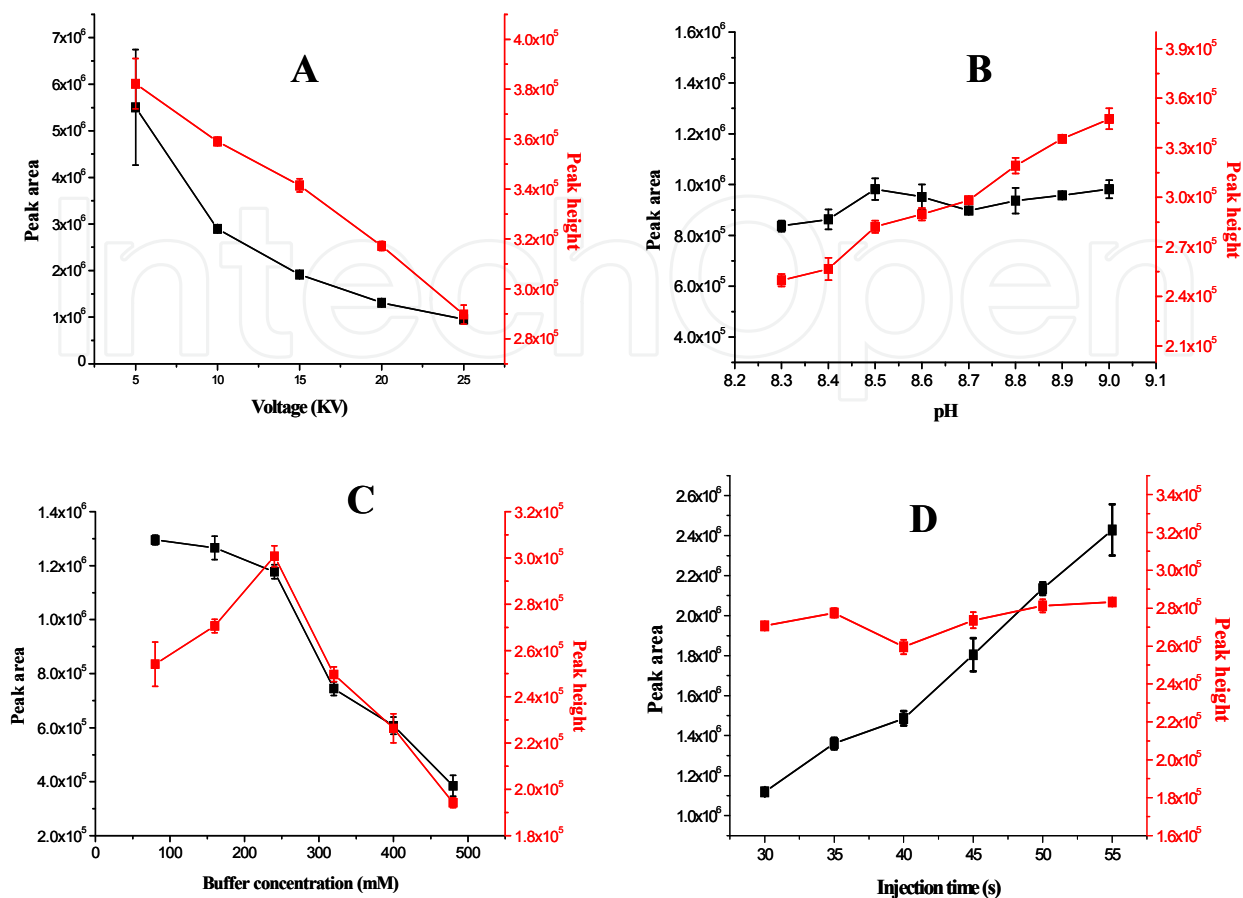 A
7x10⁶
6x10⁶
5x10⁶
4x10⁶
3x10⁶
2x10⁶
1x10⁶
0
Peak area
4.0x10⁵
3.8x10⁵
3.6x10⁵
3.4x10⁵
3.2x10⁵
3.0x10⁵
2.8x10⁵
Peak height
5 10 15 20 25
Voltage (KV)
B
1.6x10⁶
1.4x10⁶
1.2x10⁶
1.0x10⁶
8.0x10⁵
6.0x10⁵
4.0x10⁵
Peak area
3.9x10⁵
3.6x10⁵
3.3x10⁵
3.0x10⁵
2.7x10⁵
2.4x10⁵
2.1x10⁵
Peak height
8.2 8.3 8.4 8.5 8.6 8.7 8.8 8.9 9.0 9.1
pH
IntechOpen
C
1.4x10⁶
1.2x10⁶
1.0x10⁶
8.0x10⁵
6.0x10⁵
4.0x10⁵
2.0x10⁵
Peak area
3.2x10⁵
3.0x10⁵
2.8x10⁵
2.6x10⁵
2.4x10⁵
2.2x10⁵
2.0x10⁵
1.8x10⁵
Peak height
0 100 200 300 400 500
Buffer concentration (mM)
D
2.6x10⁶
2.4x10⁶
2.2x10⁶
2.0x10⁶
1.8x10⁶
1.6x10⁶
1.4x10⁶
1.2x10⁶
1.0x10⁶
Peak area
3.4x10⁵
3.2x10⁵
3.0x10⁵
2.8x10⁵
2.6x10⁵
2.4x10⁵
2.2x10⁵
2.0x10⁵
1.8x10⁵
1.6x10⁵
Peak height
30 35 40 45 50 55
Injection time (s)